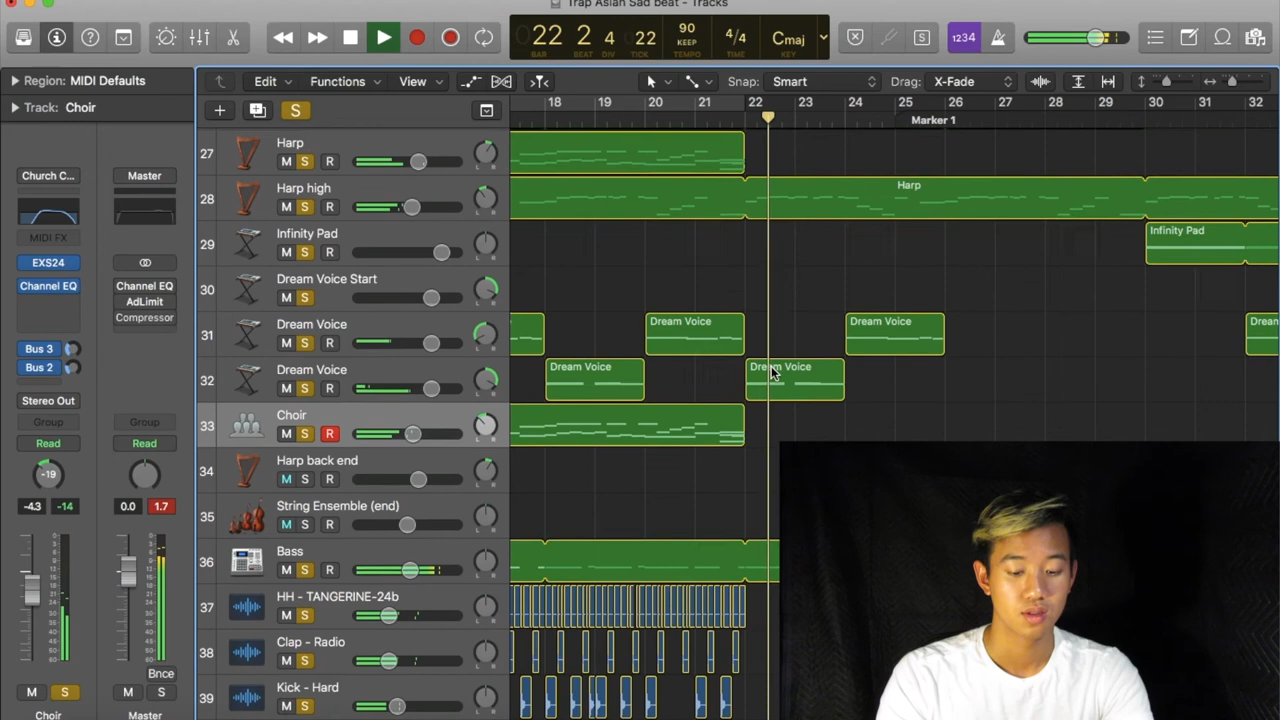 Trap Asian Sad beat - Tracks
22 2 4 22
BAR BEAT DIV TICK
90
KEEP
TEMPO
4/4
TIME
Cmaj
KEY
S
1234
Region: MIDI Defaults
Track: Choir
Edit Functions View
Snap: Smart
Drag: X-Fade
S
18 19 20 21 22 23 24 25 26 27 28 29 30 31 32
Marker 1
Church C...
Master
MIDI FX
EXS24
Channel EQ
Channel EQ
AdLimit
Compressor
Bus 3
Bus 2
Stereo Out
Group
Group
Read
Read
-19
-4.3 -14
0.0 1.7
Bnce
M S
M S
Choir
Master
27 Harp
M S R
28 Harp high
M S R
Harp
29 Infinity Pad
M S R
Infinity Pad
30 Dream Voice Start
M S
31 Dream Voice
M S
Dream Voice
Dream Voice
Drean
32 Dream Voice
M S R
Dream Voice
Dream Voice
33 Choir
M S R
34 Harp back end
M S R
35 String Ensemble (end)
M S R
36 Bass
M S R
37 HH - TANGERINE-24b
M S
38 Clap - Radio
M S
39 Kick - Hard
M S